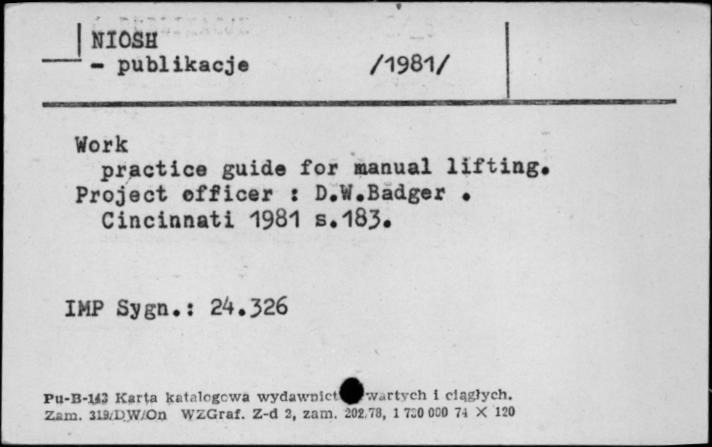 NIOSH
- publikacje /1981/
Work
practice guide for manual lifting.
Project officer : D.W.Badger .
Cincinnati 1981 s.183.
IMP Sygn.: 24.326
Pu-B-143 Karta katalogowa wydawnict wartych i ciągłych.
Zam. 319/DW/On WZGraf. Z-d 2, zam. 202/78, 1 730 000 74 X 120